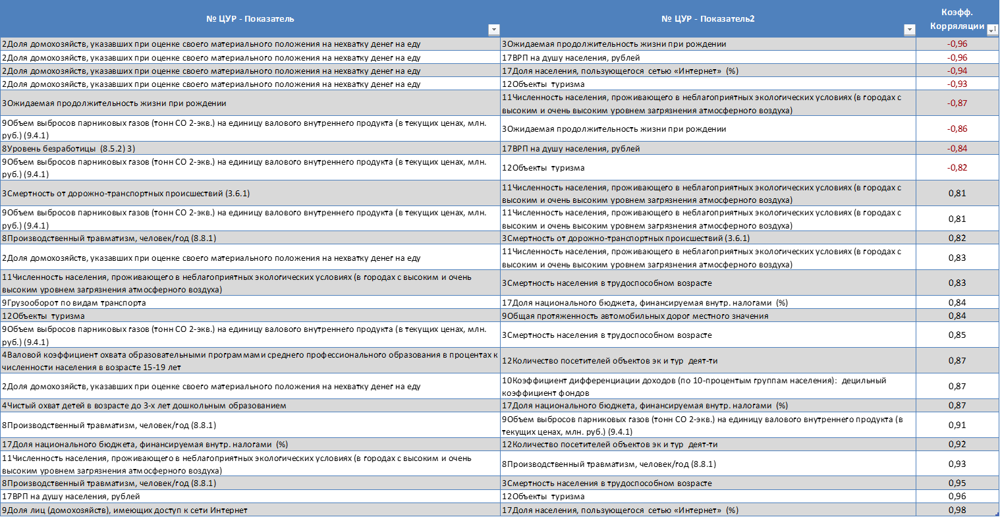 № ЦУР - Показатель
№ ЦУР - Показатель2
Коэфф.
Корряляции
2Доля домохозяйств, указавших при оценке своего материального положения на нехватку денег на еду
3Ожидаемая продолжительность жизни при рождении
-0,96
2Доля домохозяйств, указавших при оценке своего материального положения на нехватку денег на еду
17ВРП на душу населения, рублей
-0,96
2Доля домохозяйств, указавших при оценке своего материального положения на нехватку денег на еду
17Доля населения, пользующегося сетью «Интернет» (%)
-0,94
2Доля домохозяйств, указавших при оценке своего материального положения на нехватку денег на еду
12Объекты туризма
-0,93
3Ожидаемая продолжительность жизни при рождении
11Численность населения, проживающего в неблагоприятных экологических условиях (в городах с
высоким и очень высоким уровнем загрязнения атмосферного воздуха)
-0,87
9Объем выбросов парниковых газов (тонн СО 2-экв.) на единицу валового внутреннего продукта (в текущих ценах, млн.
руб.) (9.4.1)
3Ожидаемая продолжительность жизни при рождении
-0,86
8Уровень безработицы (8.5.2) 3)
17ВРП на душу населения, рублей
-0,84
9Объем выбросов парниковых газов (тонн СО 2-экв.) на единицу валового внутреннего продукта (в текущих ценах, млн.
руб.) (9.4.1)
12Объекты туризма
-0,82
3Смертность от дорожно-транспортных происшествий (3.6.1)
11Численность населения, проживающего в неблагоприятных экологических условиях (в городах с
высоким и очень высоким уровнем загрязнения атмосферного воздуха)
0,81
9Объем выбросов парниковых газов (тонн СО 2-экв.) на единицу валового внутреннего продукта (в текущих ценах, млн.
руб.) (9.4.1)
11Численность населения, проживающего в неблагоприятных экологических условиях (в городах с
высоким и очень высоким уровнем загрязнения атмосферного воздуха)
0,81
8Производственный травматизм, человек/год (8.8.1)
3Смертность от дорожно-транспортных происшествий (3.6.1)
0,82
2Доля домохозяйств, указавших при оценке своего материального положения на нехватку денег на еду
11Численность населения, проживающего в неблагоприятных экологических условиях (в городах с
высоким и очень высоким уровнем загрязнения атмосферного воздуха)
0,83
11Численность населения, проживающего в неблагоприятных экологических условиях (в городах с высоким и очень
высоким уровнем загрязнения атмосферного воздуха)
3Смертность населения в трудоспособном возрасте
0,83
9Грузооборот по видам транспорта
17Доля национального бюджета, финансируемая внутр. налогами (%)
0,84
12Объекты туризма
9Общая протяженность автомобильных дорог местного значения
0,84
9Объем выбросов парниковых газов (тонн СО 2-экв.) на единицу валового внутреннего продукта (в текущих ценах, млн.
руб.) (9.4.1)
3Смертность населения в трудоспособном возрасте
0,85
4Валовой коэффициент охвата образовательными программами среднего профессионального образования в процентах к
численности населения в возрасте 15-19 лет
12Количество посетителей объектов эк и тур деят-ти
0,87
2Доля домохозяйств, указавших при оценке своего материального положения на нехватку денег на еду
10Коэффициент дифференциации доходов (по 10-процентым группам населения): децильный
коэффициент фондов
0,87
4Чистый охват детей в возрасте до 3-х лет дошкольным образованием
17Доля национального бюджета, финансируемая внутр. налогами (%)
0,87
8Производственный травматизм, человек/год (8.8.1)
9Объем выбросов парниковых газов (тонн СО 2-экв.) на единицу валового внутреннего продукта (в
текущих ценах, млн. руб.) (9.4.1)
0,91
17Доля национального бюджета, финансируемая внутр. налогами (%)
12Количество посетителей объектов эк и тур деят-ти
0,92
11Численность населения, проживающего в неблагоприятных экологических условиях (в городах с высоким и очень
высоким уровнем загрязнения атмосферного воздуха)
8Производственный травматизм, человек/год (8.8.1)
0,93
8Производственный травматизм, человек/год (8.8.1)
3Смертность населения в трудоспособном возрасте
0,95
17ВРП на душу населения, рублей
12Объекты туризма
0,96
9Доля лиц (домохозяйств), имеющих доступ к сети Интернет
17Доля населения, пользующегося сетью «Интернет» (%)
0,98